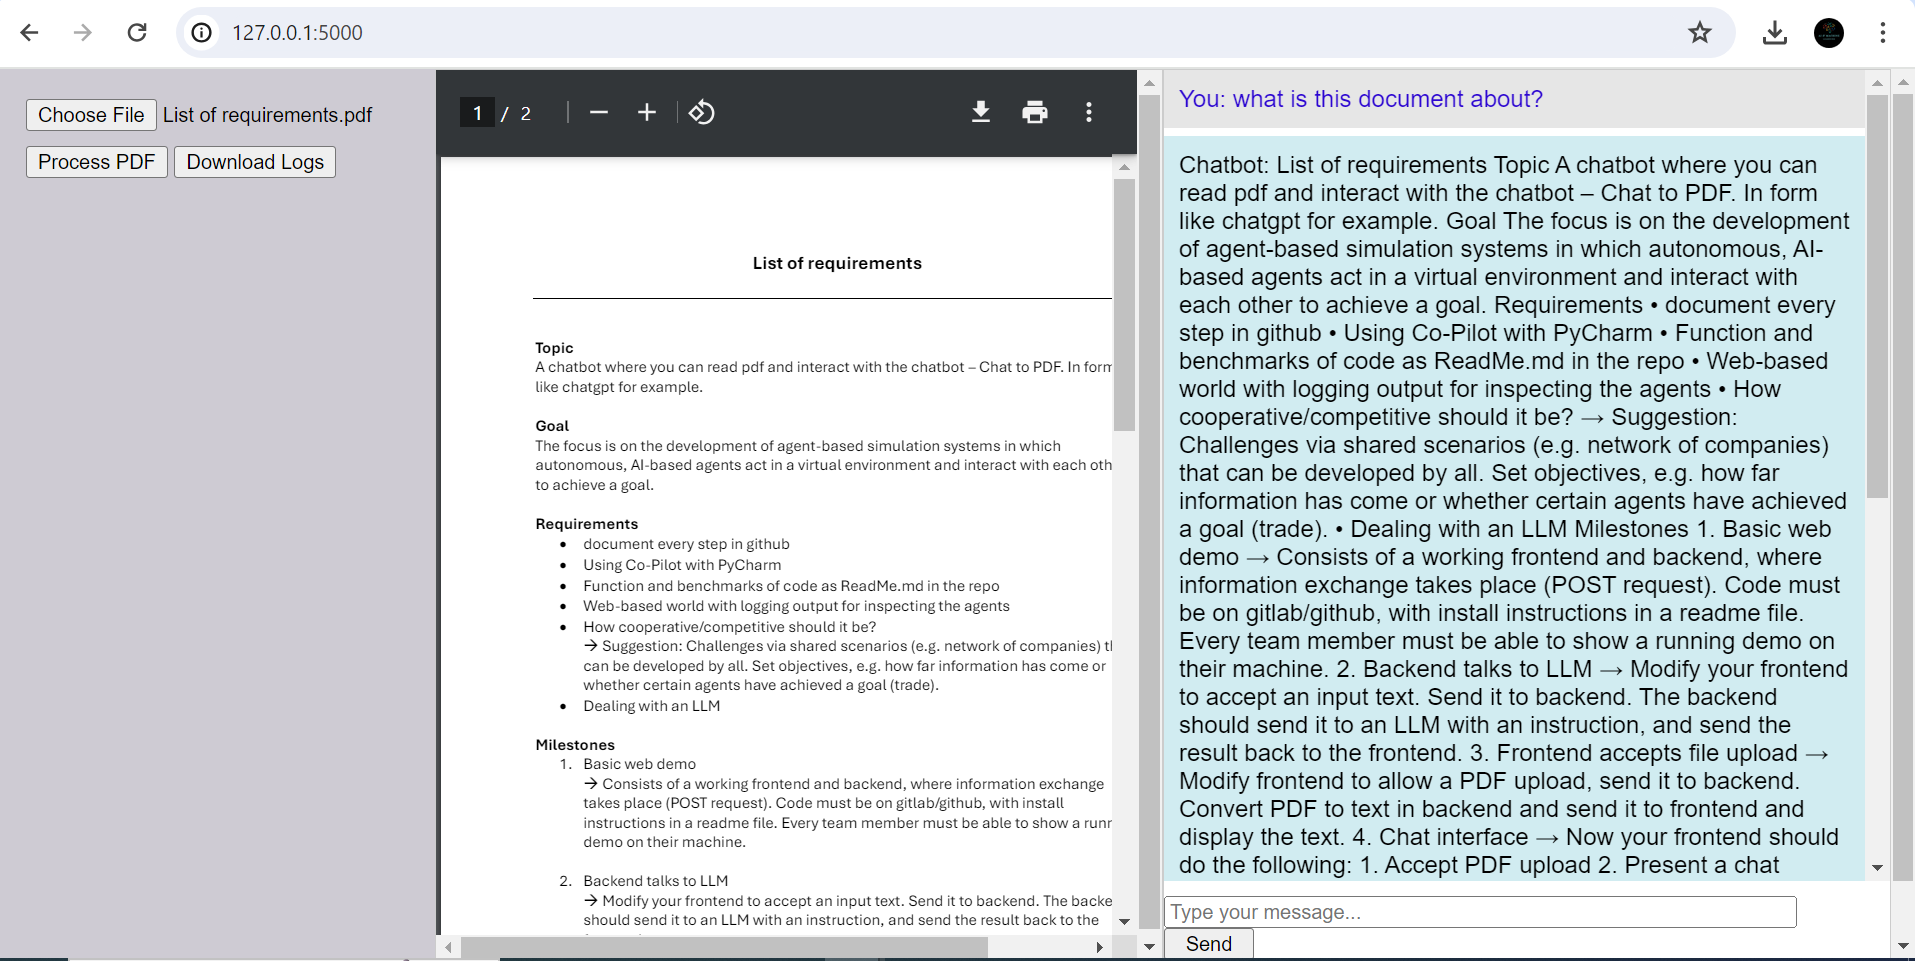 127.0.0.1:5000
Choose File List of requirements.pdf
Process PDF Download Logs
1 / 2
List of requirements
Topic
A chatbot where you can read pdf and interact with the chatbot – Chat to PDF. In form
like chatgpt for example.
Goal
The focus is on the development of agent-based simulation systems in which
autonomous, AI-based agents act in a virtual environment and interact with each oth
to achieve a goal.
Requirements
• document every step in github
• Using Co-Pilot with PyCharm
• Function and benchmarks of code as ReadMe.md in the repo
• Web-based world with logging output for inspecting the agents
• How cooperative/competitive should it be?
→ Suggestion: Challenges via shared scenarios (e.g. network of companies) th
can be developed by all. Set objectives, e.g. how far information has come or
whether certain agents have achieved a goal (trade).
• Dealing with an LLM
Milestones
1. Basic web demo
→ Consists of a working frontend and backend, where information exchange
takes place (POST request). Code must be on gitlab/github, with install
instructions in a readme file. Every team member must be able to show a runn
demo on their machine.
2. Backend talks to LLM
→ Modify your frontend to accept an input text. Send it to backend. The backe
should send it to an LLM with an instruction, and send the result back to the
You: what is this document about?
Chatbot: List of requirements Topic A chatbot where you can
read pdf and interact with the chatbot – Chat to PDF. In form
like chatgpt for example. Goal The focus is on the development
of agent-based simulation systems in which autonomous, AI-
based agents act in a virtual environment and interact with
each other to achieve a goal. Requirements • document every
step in github • Using Co-Pilot with PyCharm • Function and
benchmarks of code as ReadMe.md in the repo • Web-based
world with logging output for inspecting the agents • How
cooperative/competitive should it be? → Suggestion:
Challenges via shared scenarios (e.g. network of companies)
that can be developed by all. Set objectives, e.g. how far
information has come or whether certain agents have achieved
a goal (trade). • Dealing with an LLM Milestones 1. Basic web
demo → Consists of a working frontend and backend, where
information exchange takes place (POST request). Code must
be on gitlab/github, with install instructions in a readme file.
Every team member must be able to show a running demo on
their machine. 2. Backend talks to LLM → Modify your frontend
to accept an input text. Send it to backend. The backend
should send it to an LLM with an instruction, and send the
result back to the frontend. 3. Frontend accepts file upload →
Modify frontend to allow a PDF upload, send it to backend.
Convert PDF to text in backend and send it to frontend and
display the text. 4. Chat interface → Now your frontend should
do the following: 1. Accept PDF upload 2. Present a chat
Type your message...
Send